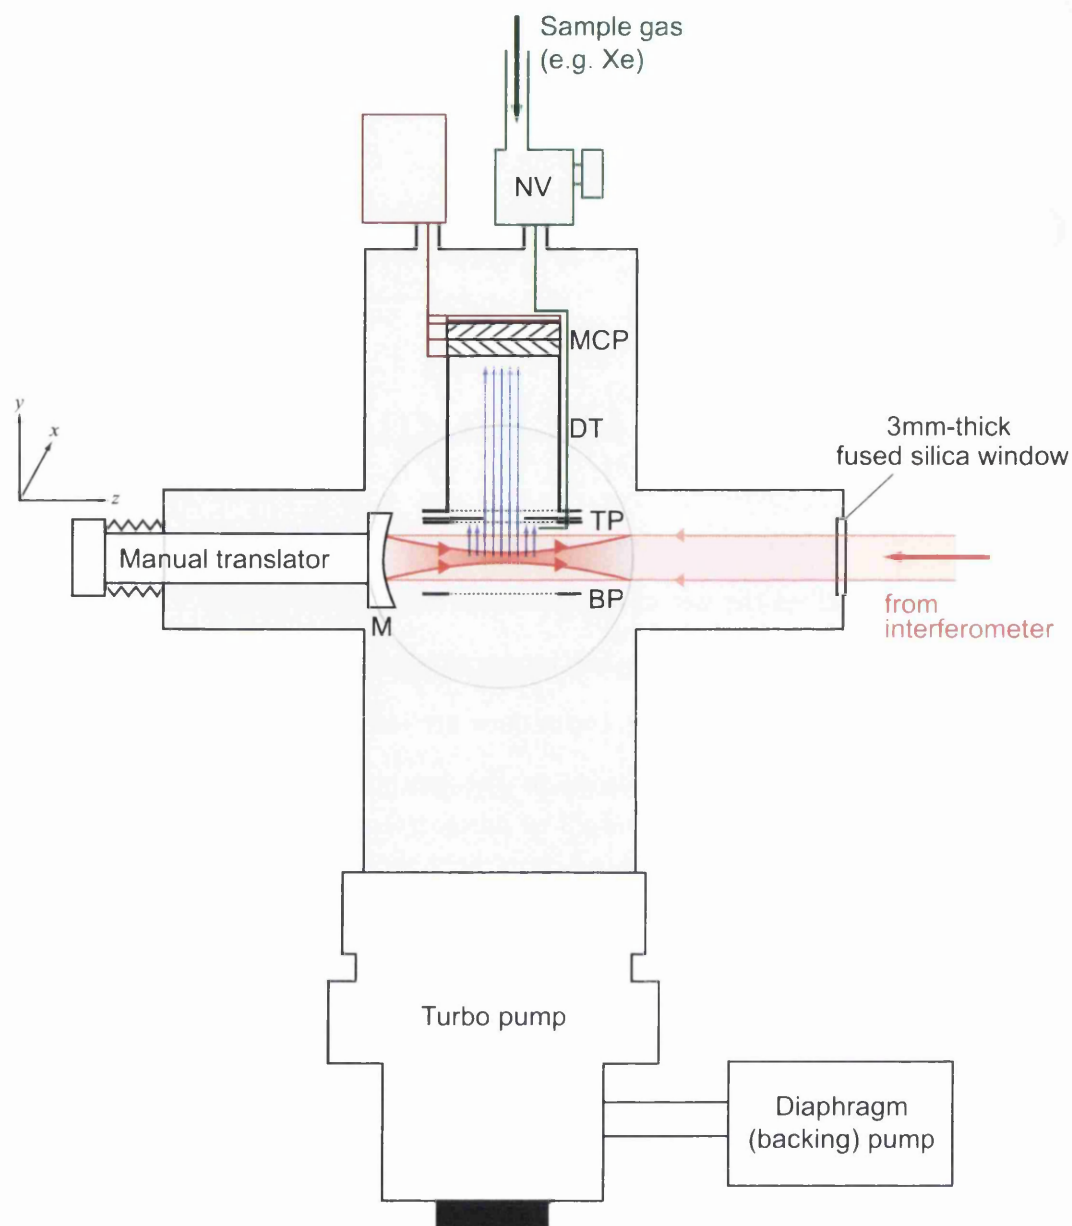 Sample gas
(e.g. Xe)
NV
MCP
DT
3mm-thick
fused silica window
y
x
z
TP
Manual translator
BP
M
from
interferometer
Turbo pump
Diaphragm
(backing) pump